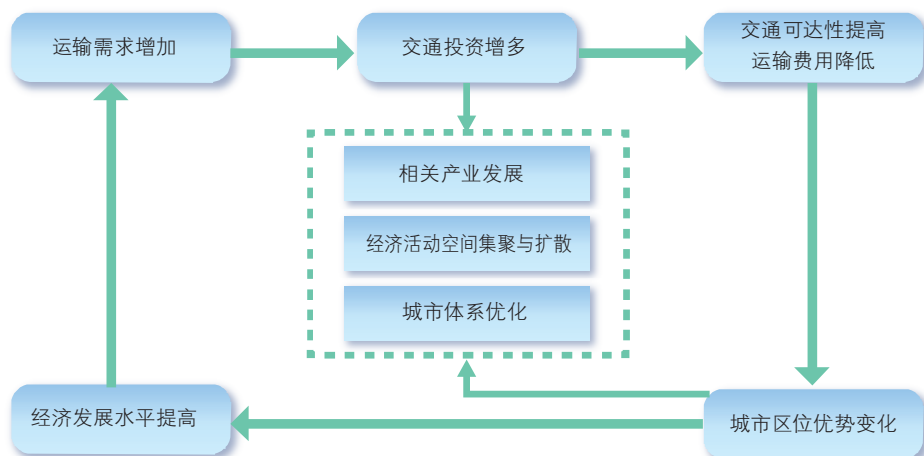 运输需求增加
交通投资增多
交通可达性提高
运输费用降低
相关产业发展
经济活动空间集聚与扩散
城市体系优化
经济发展水平提高
城市区位优势变化